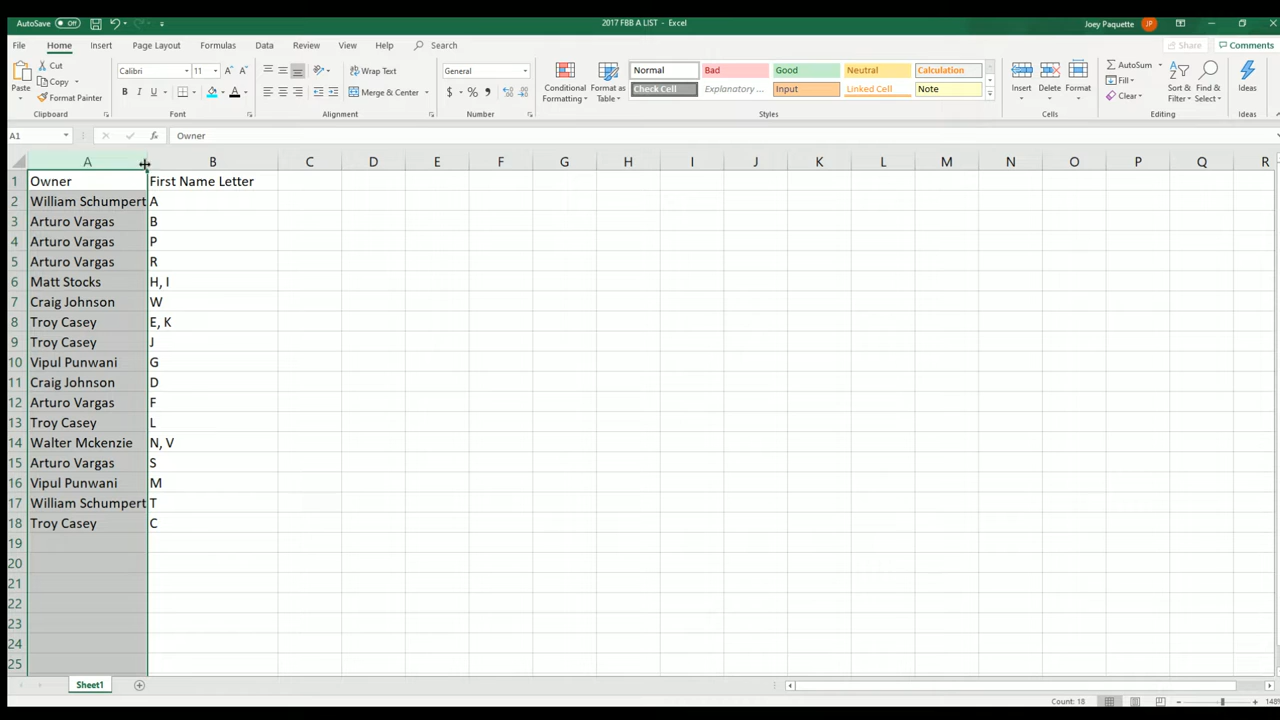 AutoSave Off 2017 FBB A LIST - Excel Joey Paquette JP
File Home Insert Page Layout Formulas Data Review View Help Search Share Comments
Paste Cut Copy Format Painter Clipboard
Calibri 11 A A B I U A Font
Wrap Text Merge & Center Alignment
General $ % , Number
Conditional Formatting Format as Table
Normal Bad Good Neutral Calculation
Check Cell Explanatory ... Input Linked Cell Note
Styles
Insert Delete Format Cells
AutoSum Fill Clear Sort & Filter Find & Select Editing
Ideas Ideas
A1 fx Owner
A B C D E F G H I J K L M N O P Q R
1 Owner First Name Letter
2 William Schumpert A
3 Arturo Vargas B
4 Arturo Vargas P
5 Arturo Vargas R
6 Matt Stocks H, I
7 Craig Johnson W
8 Troy Casey E, K
9 Troy Casey J
10 Vipul Punwani G
11 Craig Johnson D
12 Arturo Vargas F
13 Troy Casey L
14 Walter Mckenzie N, V
15 Arturo Vargas S
16 Vipul Punwani M
17 William Schumpert T
18 Troy Casey C
19
20
21
22
23
24
25
Sheet1
Count: 18 148%